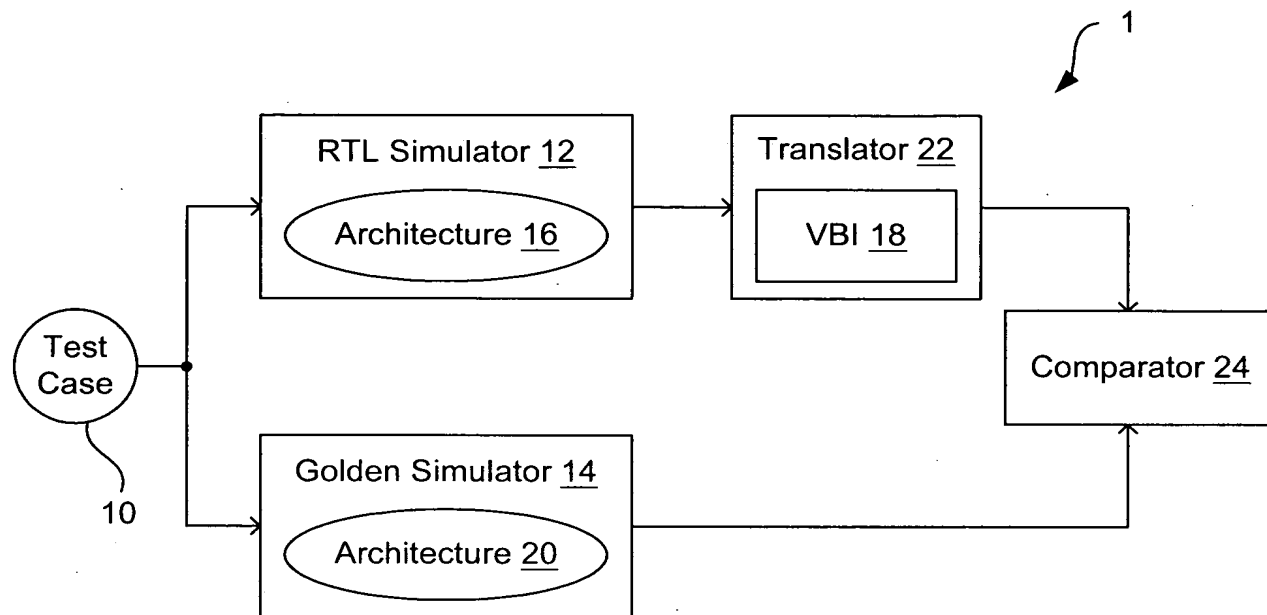 1
RTL Simulator 12
Architecture 16
Translator 22
VBI 18
Test
Case
10
Comparator 24
Golden Simulator 14
Architecture 20